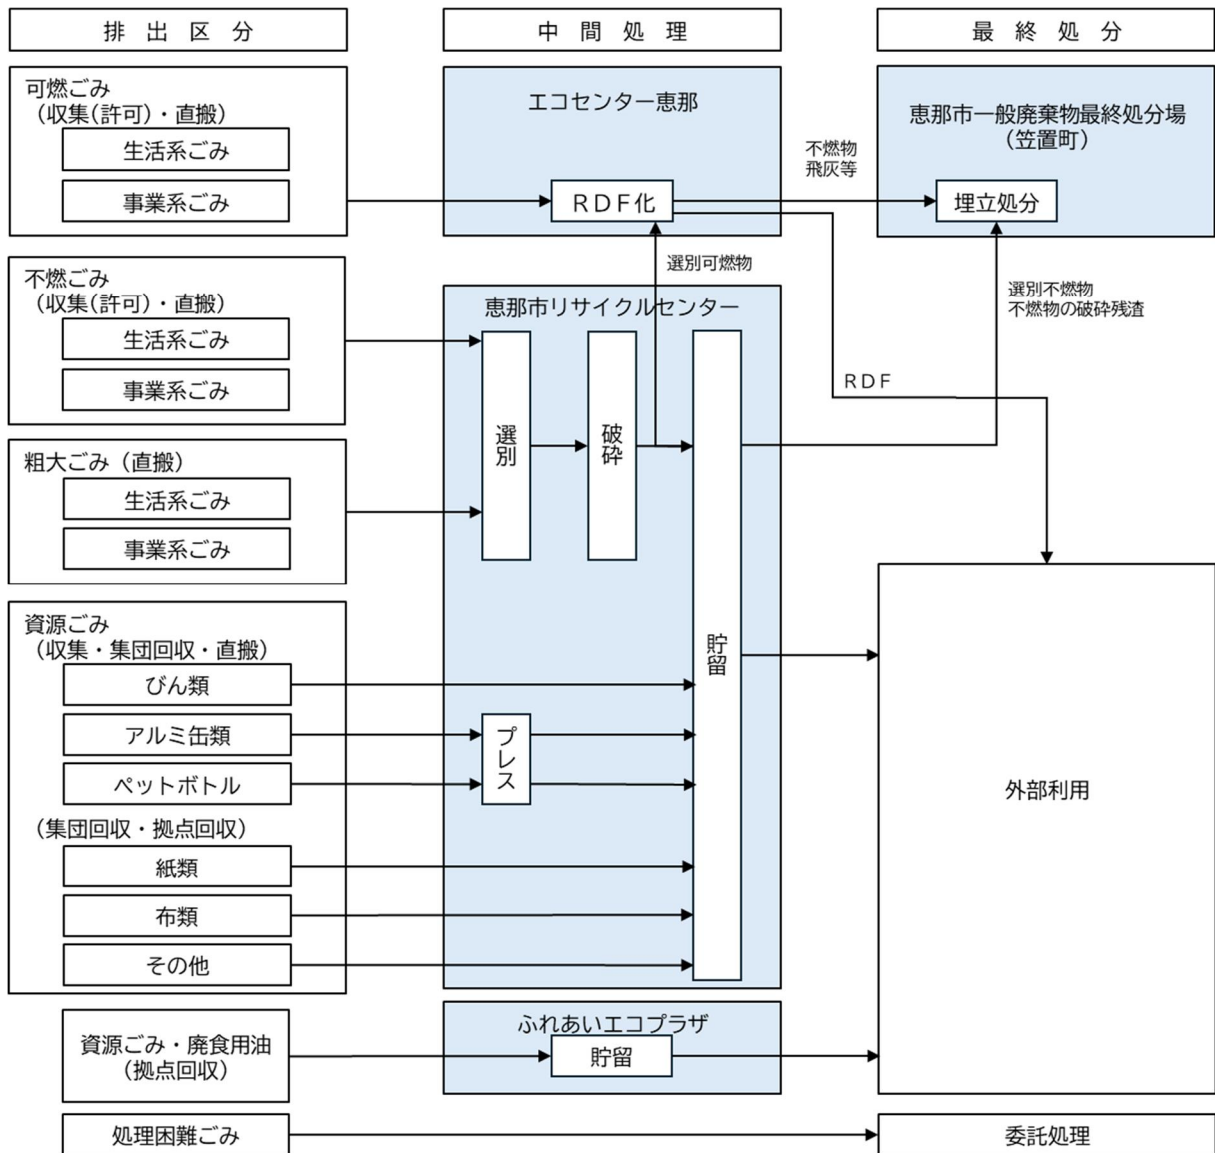 排出区分
中間処理
最終処分
可燃ごみ
(収集(許可)・直搬)
生活系ごみ
事業系ごみ
エコセンター恵那
RDF化
不燃物
飛灰等
恵那市一般廃棄物最終処分場
(笠置町)
埋立処分
選別可燃物
不燃ごみ
(収集(許可)・直搬)
生活系ごみ
事業系ごみ
恵那市リサイクルセンター
選別
破砕
貯留
選別不燃物
不燃物の破砕残渣
RDF
粗大ごみ(直搬)
生活系ごみ
事業系ごみ
資源ごみ
(収集・集団回収・直搬)
びん類
アルミ缶類
ペットボトル
プレス
(集団回収・拠点回収)
紙類
布類
その他
外部利用
資源ごみ・廃食用油
(拠点回収)
ふれあいエコプラザ
貯留
処理困難ごみ
委託処理